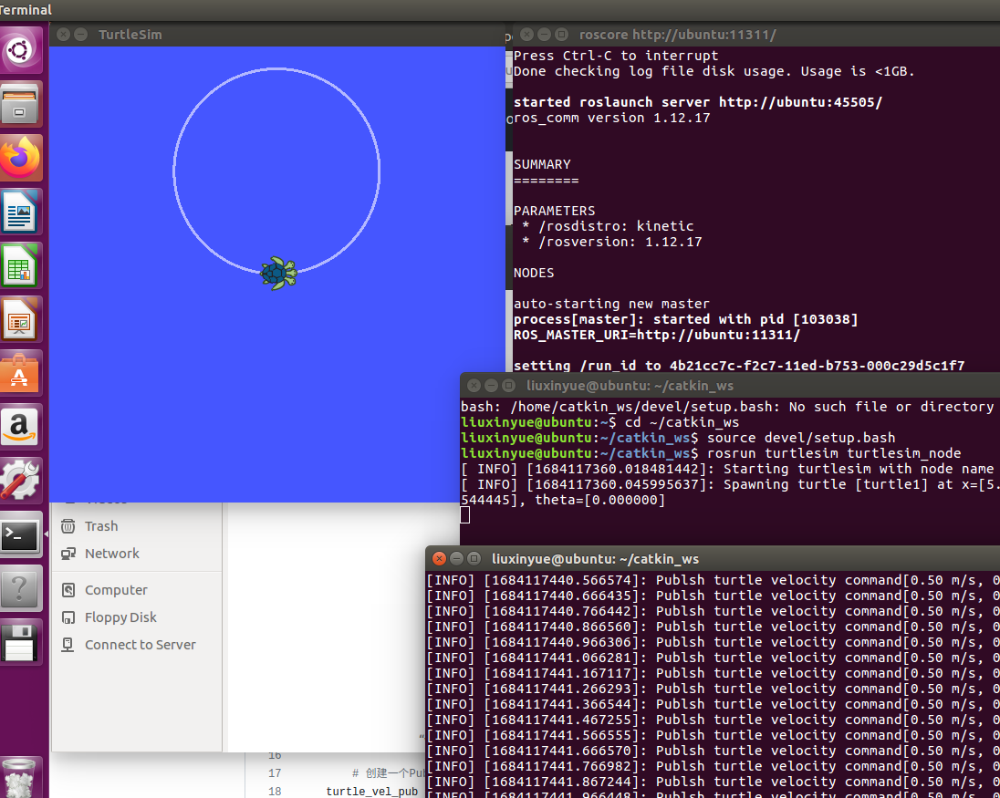 Terminal
TurtleSim
roscore http://ubuntu:11311/
Press Ctrl-C to interrupt
Done checking log file disk usage. Usage is <1GB.
started roslaunch server http://ubuntu:45505/
ros_comm version 1.12.17
SUMMARY
========
PARAMETERS
* /rosdistro: kinetic
* /rosversion: 1.12.17
NODES
auto-starting new master
process[master]: started with pid [103038]
ROS_MASTER_URI=http://ubuntu:11311/
setting /run_id to 4b21cc7c-f2c7-11ed-b753-000c29d5c1f7
liuxinyue@ubuntu: ~/catkin_ws
bash: /home/catkin_ws/devel/setup.bash: No such file or directory
liuxinyue@ubuntu:~$ cd ~/catkin_ws
liuxinyue@ubuntu:~/catkin_ws$ source devel/setup.bash
liuxinyue@ubuntu:~/catkin_ws$ rosrun turtlesim turtlesim_node
[ INFO] [1684117360.018481442]: Starting turtlesim with node name
[ INFO] [1684117360.045995637]: Spawning turtle [turtle1] at x=[5.
544445], theta=[0.000000]
Trash
Network
Computer
Floppy Disk
Connect to Server
liuxinyue@ubuntu: ~/catkin_ws
[INFO] [1684117440.566574]: Publsh turtle velocity command[0.50 m/s, 0
[INFO] [1684117440.666435]: Publsh turtle velocity command[0.50 m/s, 0
[INFO] [1684117440.766442]: Publsh turtle velocity command[0.50 m/s, 0
[INFO] [1684117440.866560]: Publsh turtle velocity command[0.50 m/s, 0
[INFO] [1684117440.966306]: Publsh turtle velocity command[0.50 m/s, 0
[INFO] [1684117441.066281]: Publsh turtle velocity command[0.50 m/s, 0
[INFO] [1684117441.167117]: Publsh turtle velocity command[0.50 m/s, 0
[INFO] [1684117441.266293]: Publsh turtle velocity command[0.50 m/s, 0
[INFO] [1684117441.366544]: Publsh turtle velocity command[0.50 m/s, 0
[INFO] [1684117441.467255]: Publsh turtle velocity command[0.50 m/s, 0
[INFO] [1684117441.566555]: Publsh turtle velocity command[0.50 m/s, 0
[INFO] [1684117441.666570]: Publsh turtle velocity command[0.50 m/s, 0
[INFO] [1684117441.766982]: Publsh turtle velocity command[0.50 m/s, 0
[INFO] [1684117441.867244]: Publsh turtle velocity command[0.50 m/s, 0
[INFO] [1684117441.966448]: Publsh turtle velocity command[0.50 m/s, 0
16
17 # 创建一个Pu
18 turtle_vel_pub